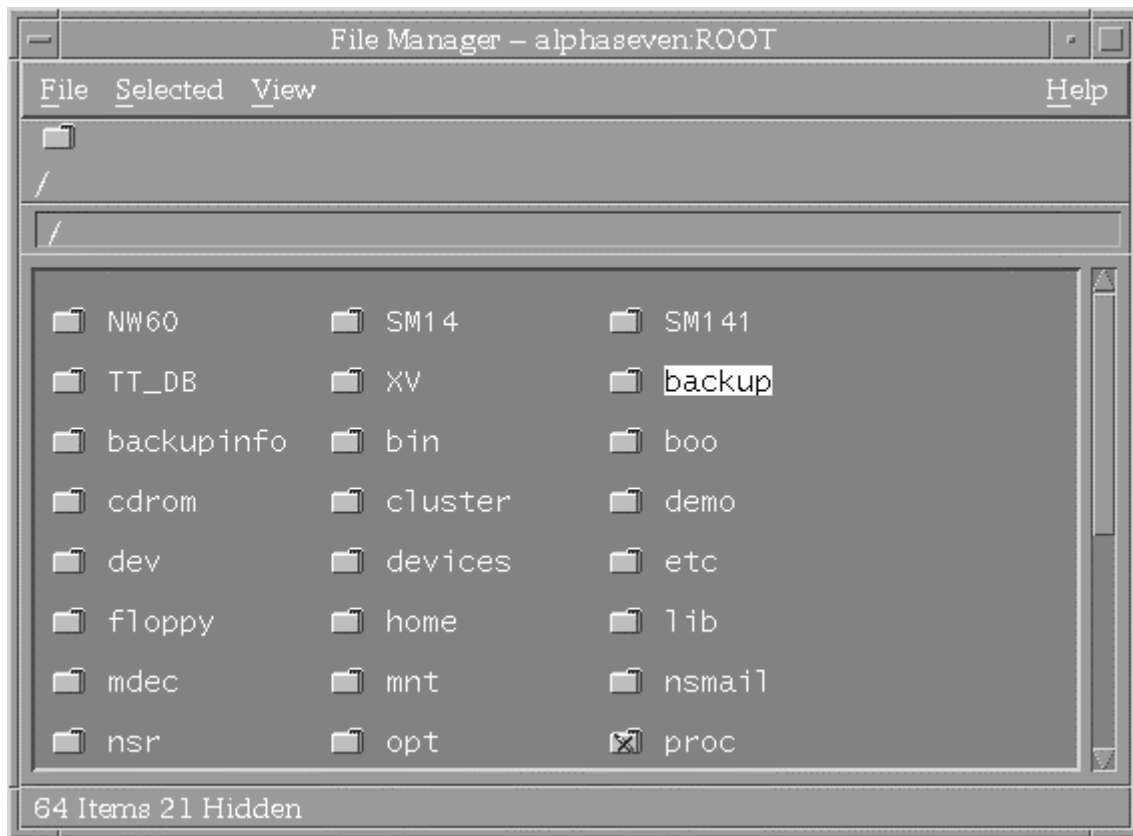 File Manager – alphaseven:ROOT
File Selected View Help
/
/
NW60 SM14 SM141
TT_DB XV backup
backupinfo bin boo
cdrom cluster demo
dev devices etc
floppy home lib
mdec mnt nsmail
nsr opt proc
64 Items 21 Hidden